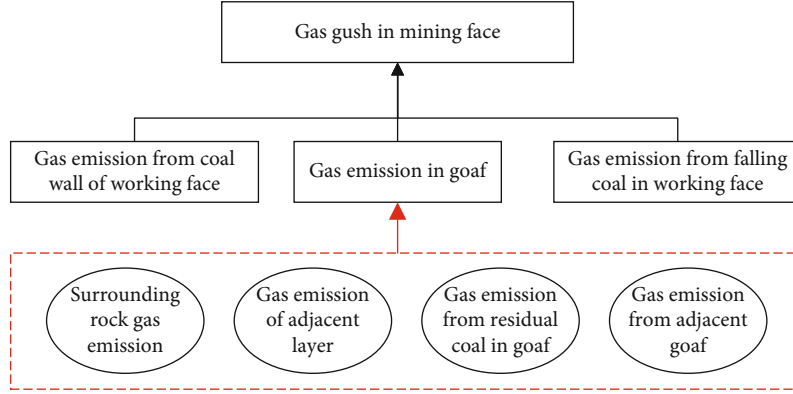 Gas gush in mining face
Gas emission from coal
wall of working face
Gas emission in goaf
Gas emission from falling
coal in working face
Surrounding
rock gas
emission
Gas emission
of adjacent
layer
Gas emission
from residual
coal in goaf
Gas emission
from adjacent
goaf